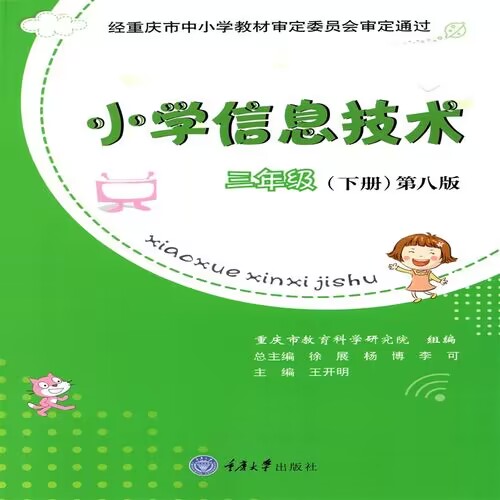 经重庆市中小学教材审定委员会审定通过
小学信息技术
三年级（下册）第八版
xiaoxue xinxi jishu
重庆市教育科学研究院 组编
总主编 徐 展 杨 博 李 可
主 编 王开明
重庆大学出版社